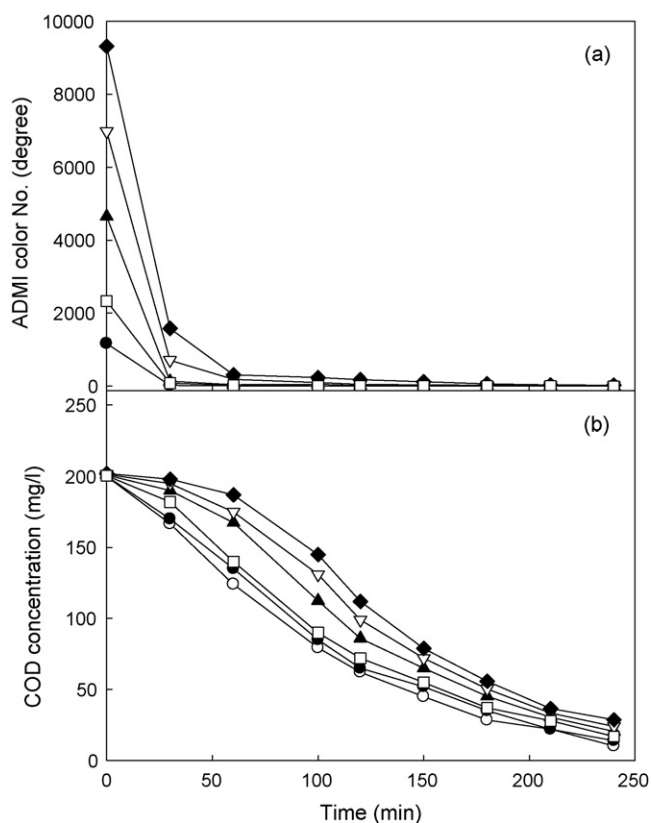 10000
(a)
8000
6000
4000
2000
0
ADMI color No. (degree)
250
(b)
200
150
100
50
0
COD concentration (mg/l)
0 50 100 150 200 250
Time (min)